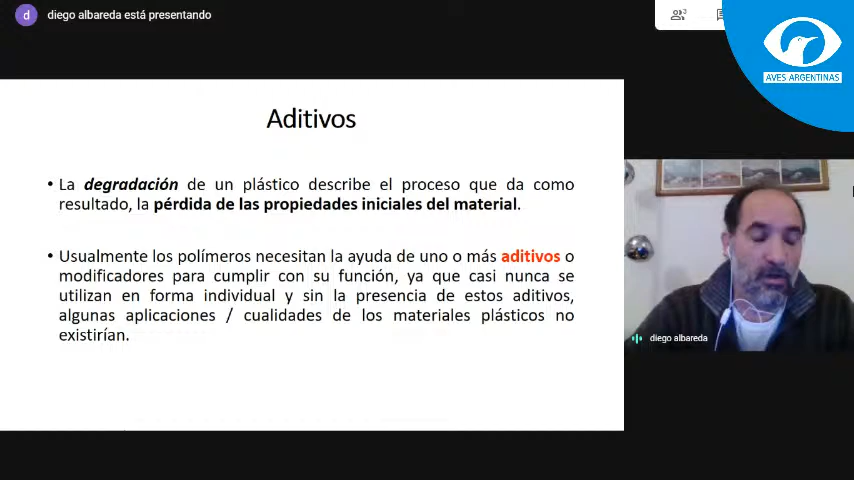 d diego albareda está presentando
3
AVES ARGENTINAS
Aditivos
• La degradación de un plástico describe el proceso que da como
resultado, la pérdida de las propiedades iniciales del material.
• Usualmente los polímeros necesitan la ayuda de uno o más aditivos o
modificadores para cumplir con su función, ya que casi nunca se
utilizan en forma individual y sin la presencia de estos aditivos,
algunas aplicaciones / cualidades de los materiales plásticos no
existirían.
diego albareda